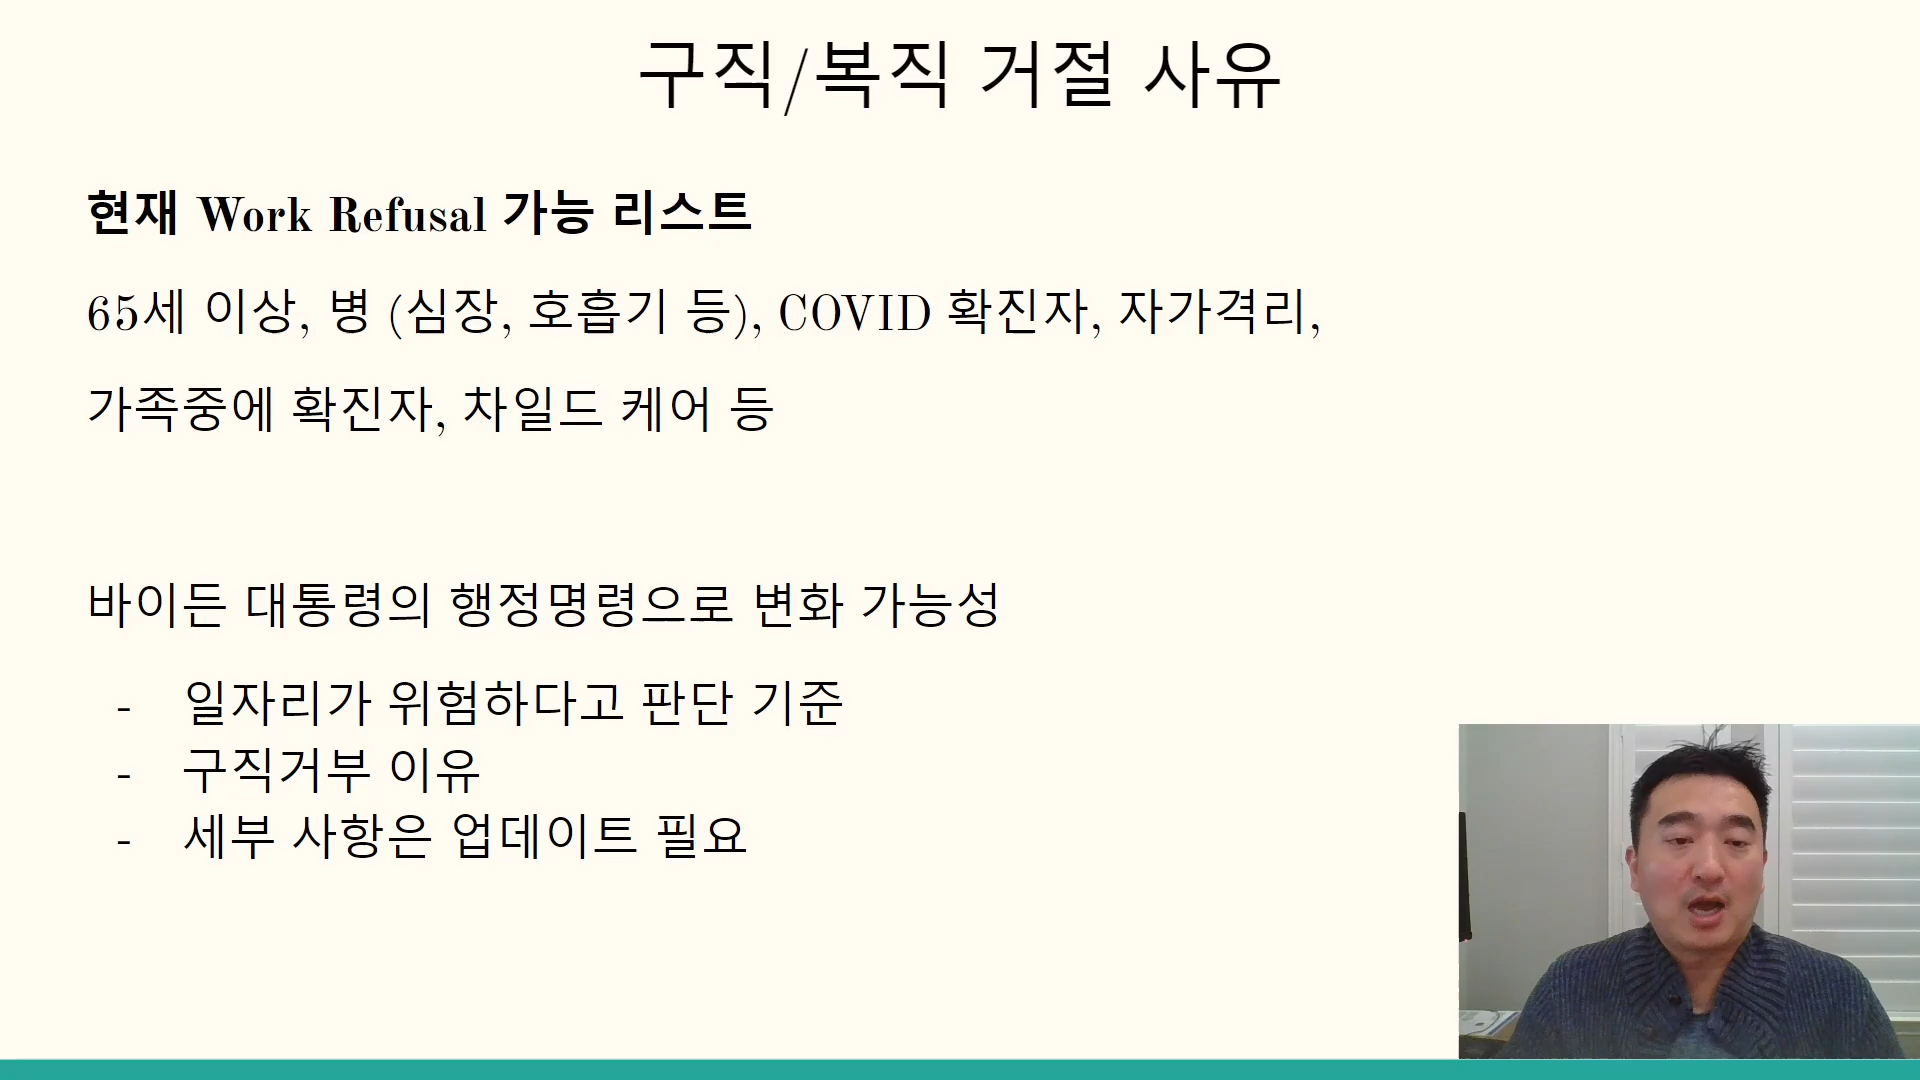 구직/복직 거절 사유
현재 Work Refusal 가능 리스트
65세 이상, 병 (심장, 호흡기 등), COVID 확진자, 자가격리,
가족중에 확진자, 차일드 케어 등
바이든 대통령의 행정명령으로 변화 가능성
- 일자리가 위험하다고 판단 기준
- 구직거부 이유
- 세부 사항은 업데이트 필요